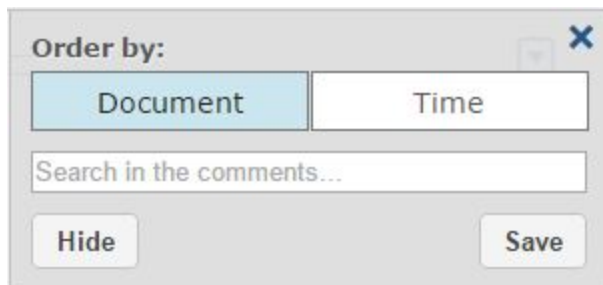 Order by:
Document Time
Search in the comments...
Hide Save